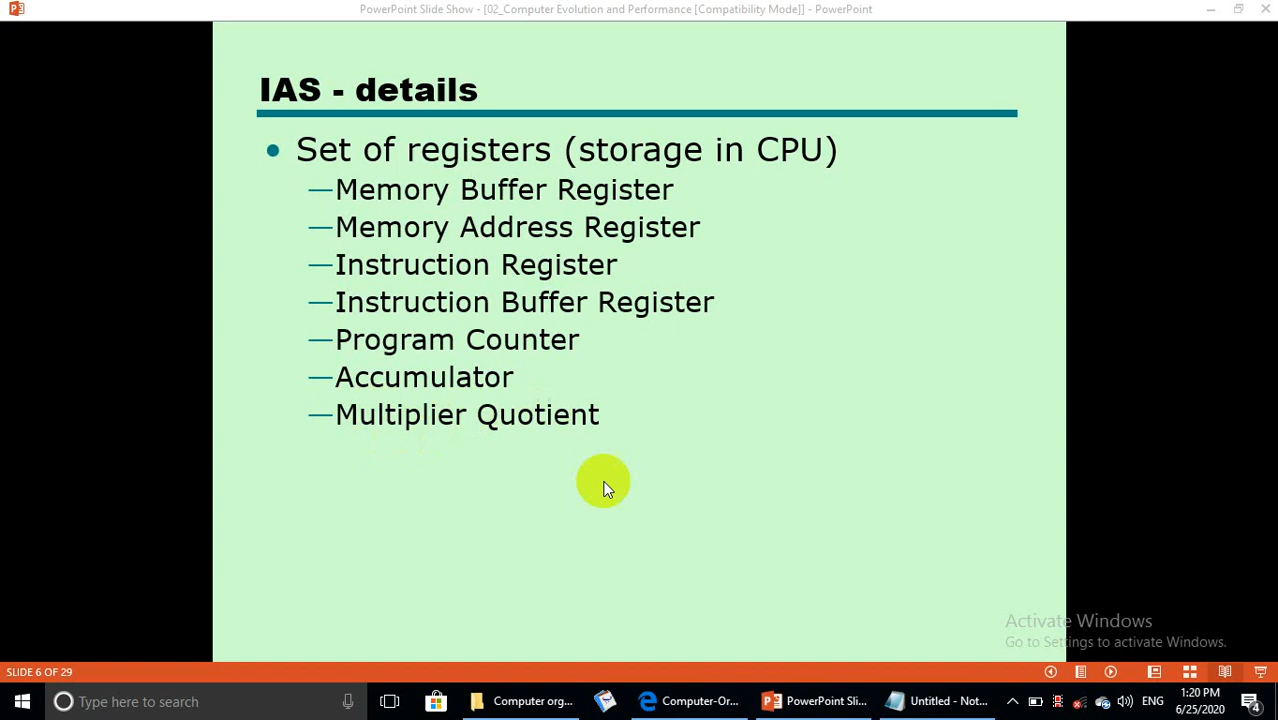 PowerPoint Slide Show - [02_Computer Evolution and Performance [Compatibility Mode]] - PowerPoint
IAS - details
• Set of registers (storage in CPU)
—Memory Buffer Register
—Memory Address Register
—Instruction Register
—Instruction Buffer Register
—Program Counter
—Accumulator
—Multiplier Quotient
Activate Windows
Go to Settings to activate Windows.
SLIDE 6 OF 29
Type here to search
Computer org...
Computer-Or...
PowerPoint Sli...
Untitled - Not...
ENG
1:20 PM
6/25/2020
4